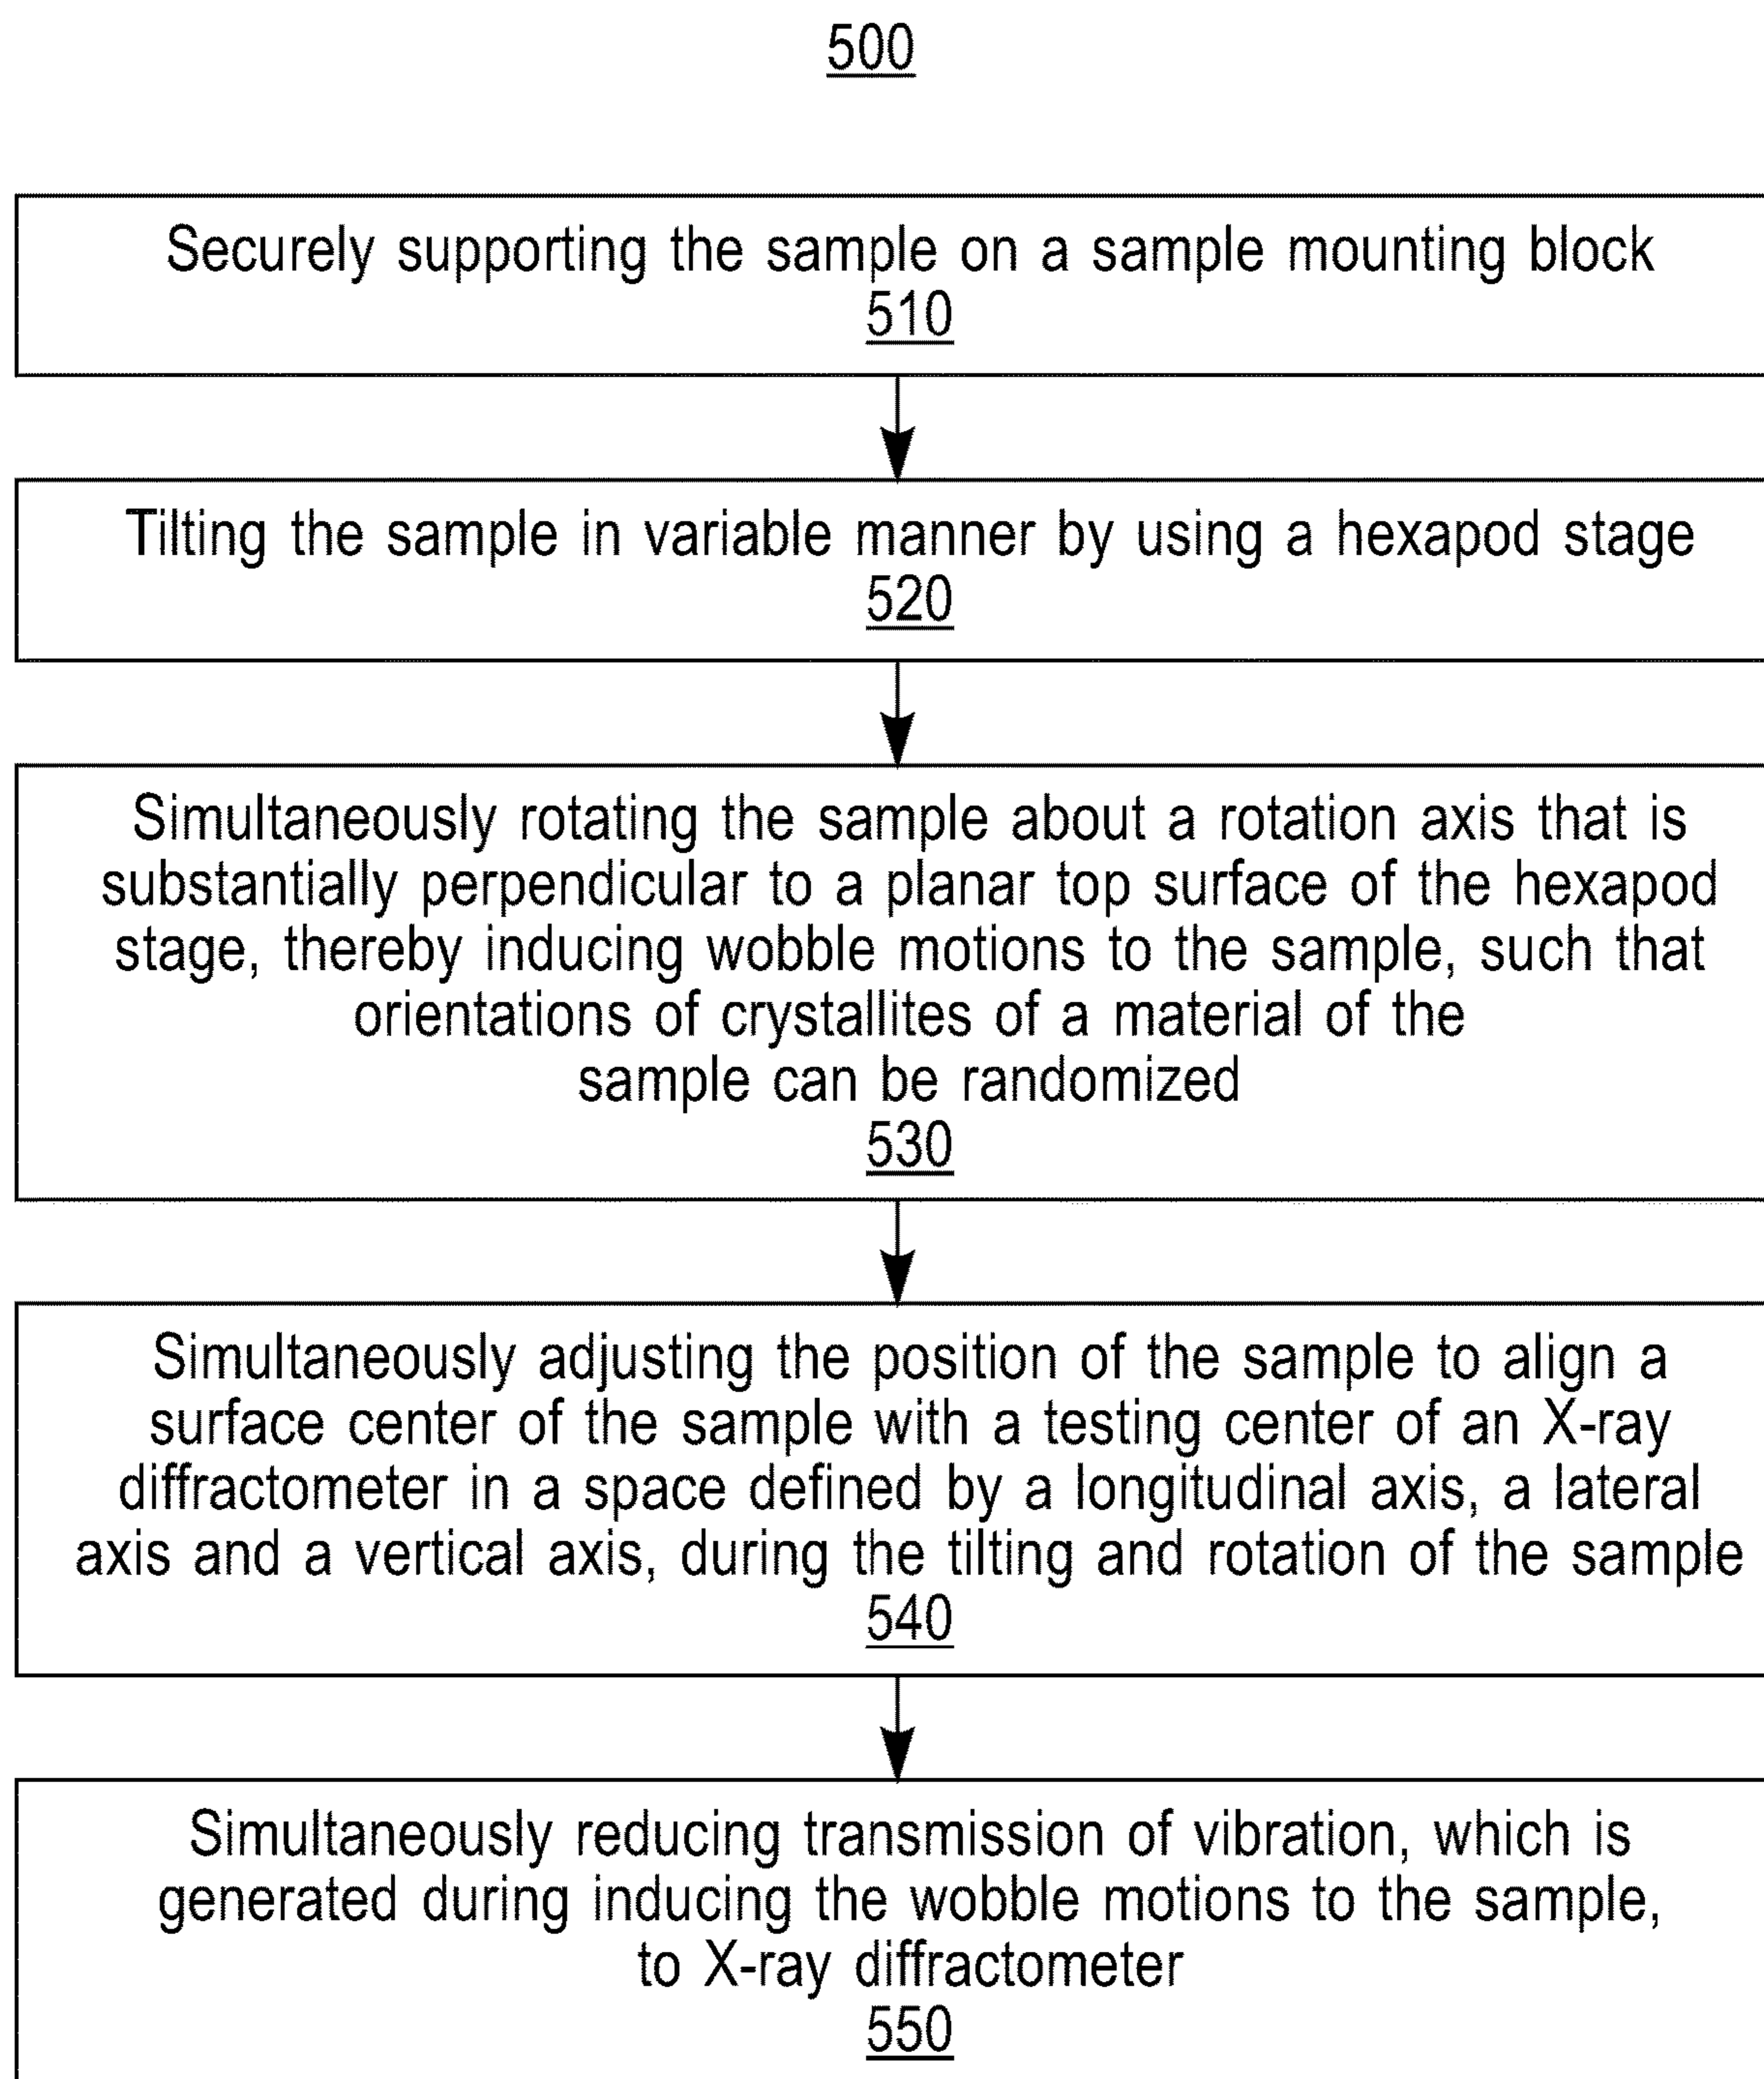 500
Securely supporting the sample on a sample mounting block
510
Tilting the sample in variable manner by using a hexapod stage
520
Simultaneously rotating the sample about a rotation axis that is
substantially perpendicular to a planar top surface of the hexapod
stage, thereby inducing wobble motions to the sample, such that
orientations of crystallites of a material of the
sample can be randomized
530
Simultaneously adjusting the position of the sample to align a
surface center of the sample with a testing center of an X-ray
diffractometer in a space defined by a longitudinal axis, a lateral
axis and a vertical axis, during the tilting and rotation of the sample
540
Simultaneously reducing transmission of vibration, which is
generated during inducing the wobble motions to the sample,
to X-ray diffractometer
550